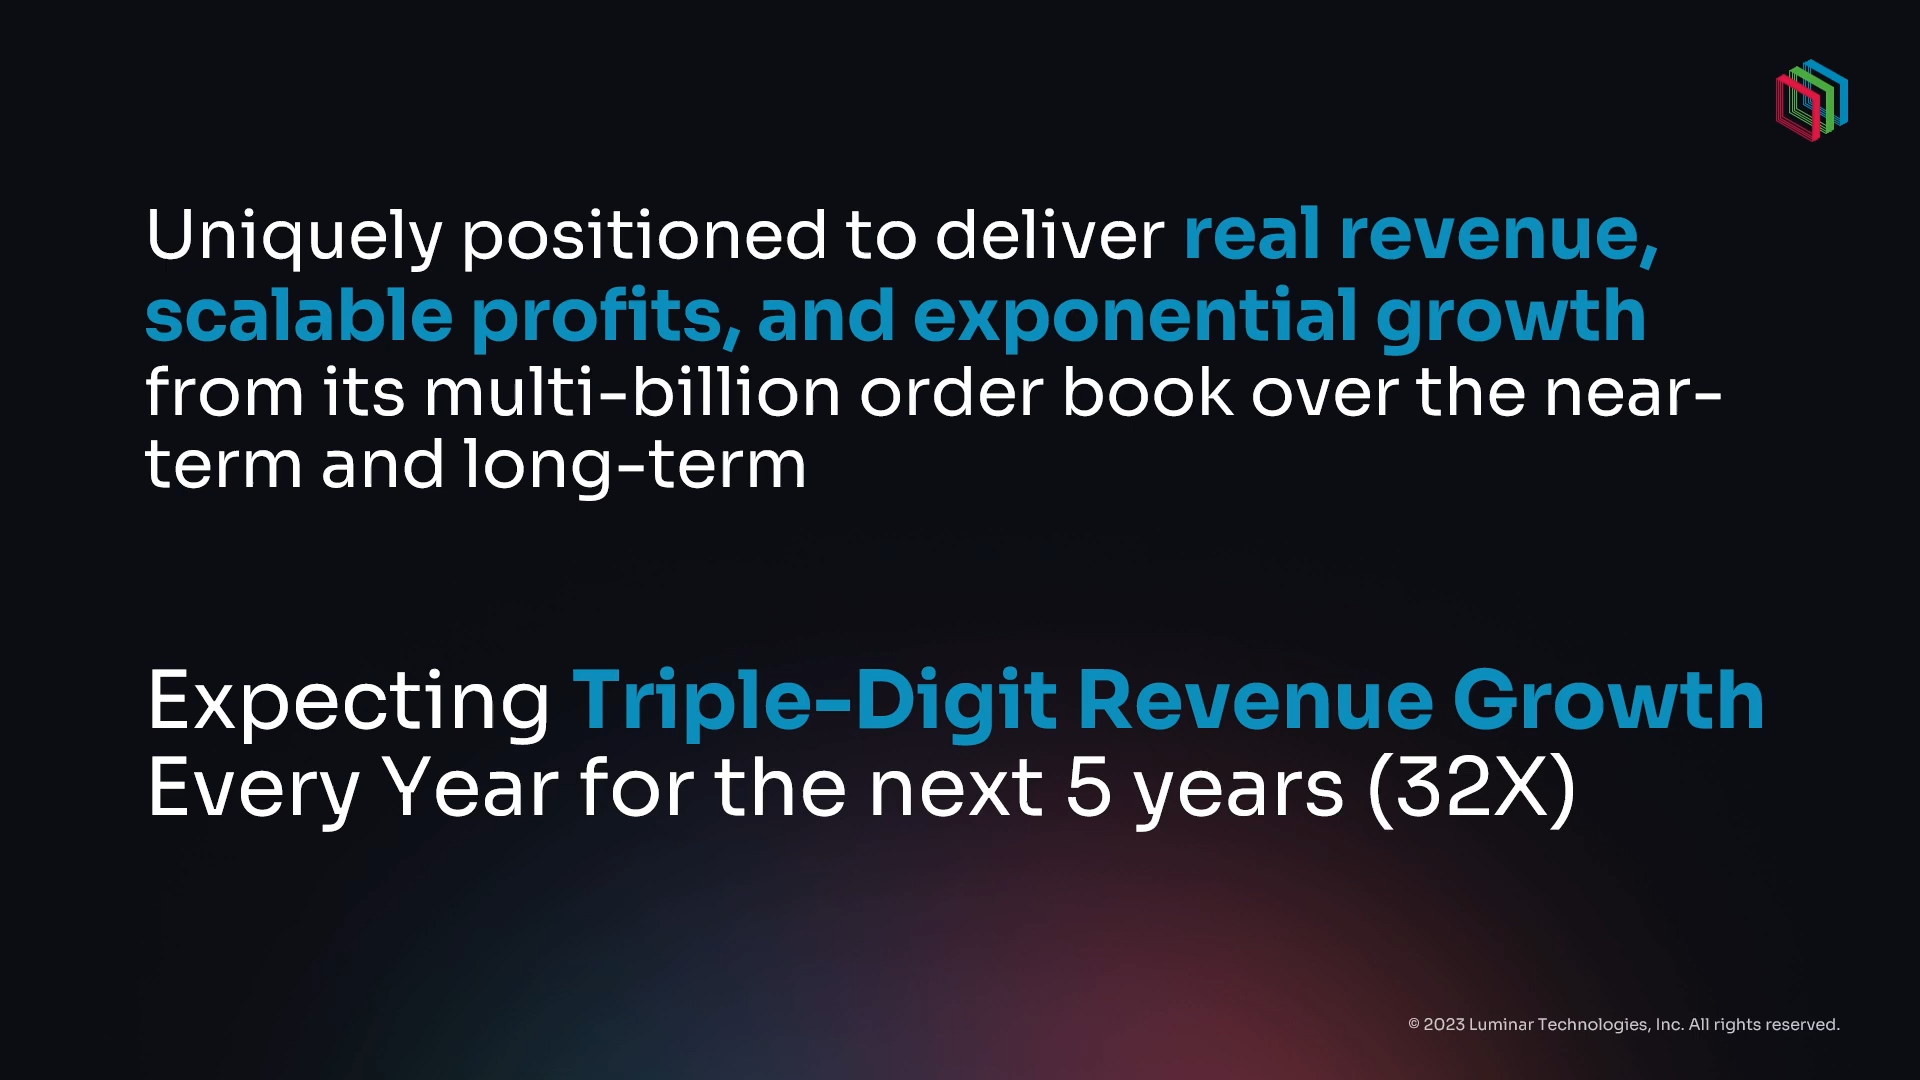 Uniquely positioned to deliver real revenue,
scalable profits, and exponential growth
from its multi-billion order book over the near-
term and long-term
Expecting Triple-Digit Revenue Growth
Every Year for the next 5 years (32X)
© 2023 Luminar Technologies, Inc. All rights reserved.